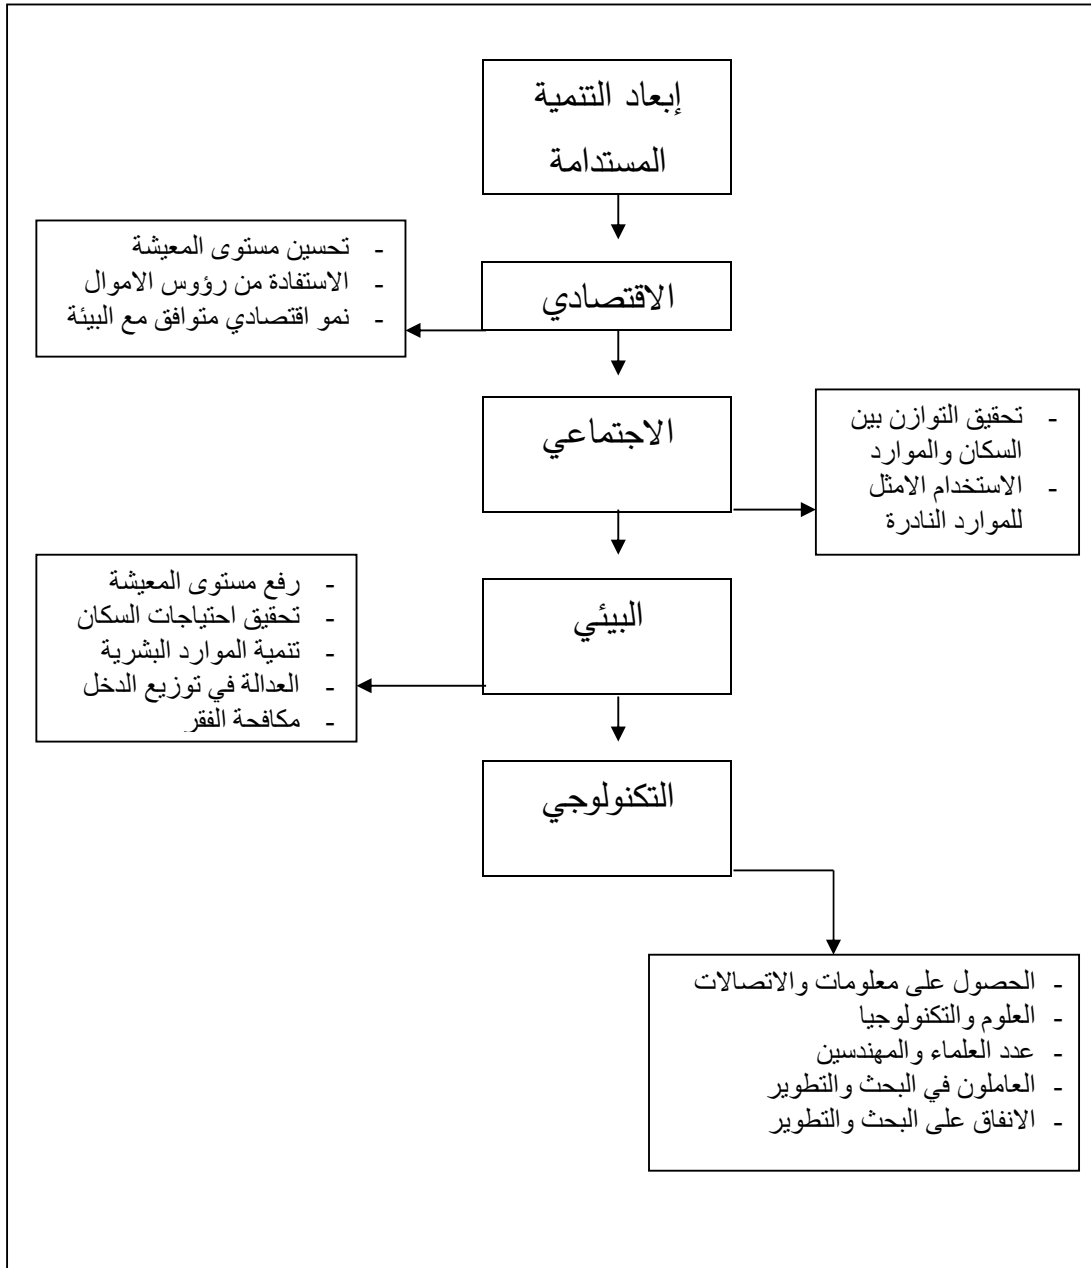 إبعاد التنمية
المستدامة
الاقتصادي
- تحسين مستوى المعيشة
- الاستفادة من رؤوس الاموال
- نمو اقتصادي متوافق مع البيئة
الاجتماعي
- تحقيق التوازن بين
السكان والموارد
- الاستخدام الامثل
للموارد النادرة
البيئي
- رفع مستوى المعيشة
- تحقيق احتياجات السكان
- تنمية الموارد البشرية
- العدالة في توزيع الدخل
- مكافحة الفقر
التكنولوجي
- الحصول على معلومات والاتصالات
- العلوم والتكنولوجيا
- عدد العلماء والمهندسين
- العاملون في البحث والتطوير
- الانفاق على البحث والتطوير